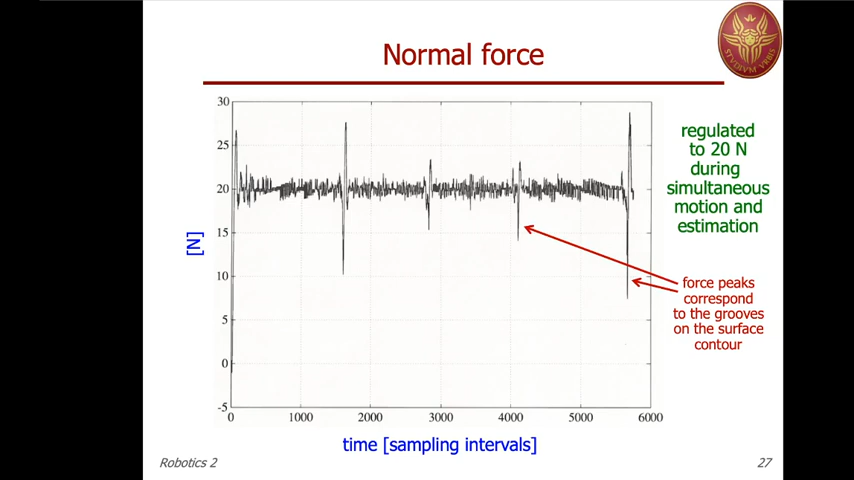 Normal force
STVDIVM VRBIS
30
25
20
15
10
5
0
-5
[N]
0 1000 2000 3000 4000 5000 6000
time [sampling intervals]
regulated
to 20 N
during
simultaneous
motion and
estimation
force peaks
correspond
to the grooves
on the surface
contour
Robotics 2
27